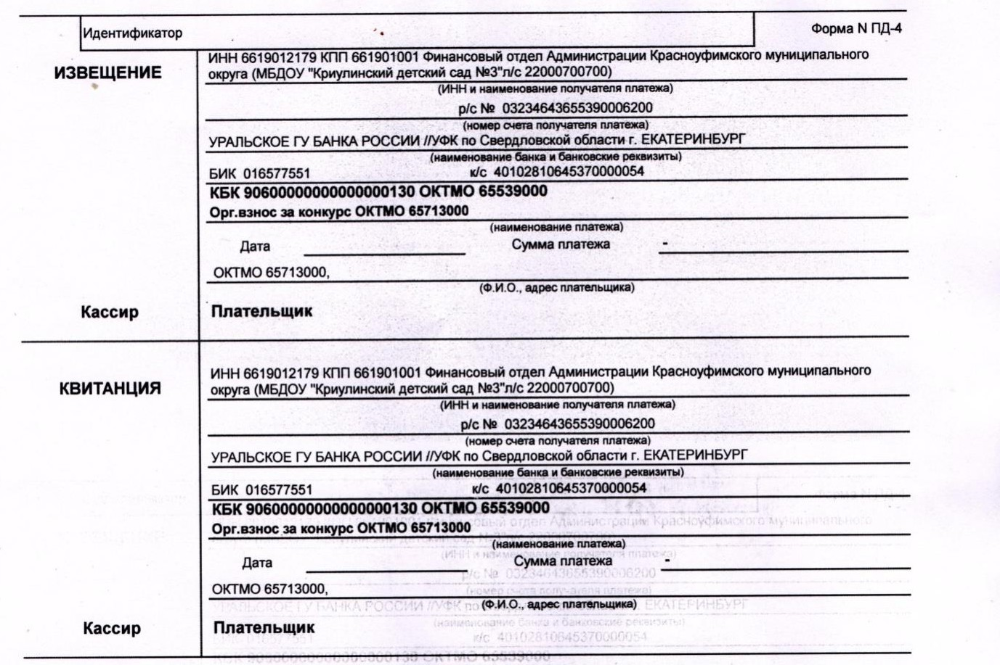 Идентификатор
Форма N ПД-4
ИЗВЕЩЕНИЕ
ИНН 6619012179 КПП 661901001 Финансовый отдел Администрации Красноуфимского муниципального
округа (МБДОУ "Криулинский детский сад №3"л/с 22000700700)
(ИНН и наименование получателя платежа)
р/с № 03234643655390006200
(номер счета получателя платежа)
УРАЛЬСКОЕ ГУ БАНКА РОССИИ //УФК по Свердловской области г. ЕКАТЕРИНБУРГ
(наименование банка и банковские реквизиты)
БИК 016577551 к/с 40102810645370000054
КБК 90600000000000000130 ОКТМО 65539000
Орг.взнос за конкурс ОКТМО 65713000
(наименование платежа)
Дата Сумма платежа -
ОКТМО 65713000,
(Ф.И.О., адрес плательщика)
Кассир Плательщик
КВИТАНЦИЯ
ИНН 6619012179 КПП 661901001 Финансовый отдел Администрации Красноуфимского муниципального
округа (МБДОУ "Криулинский детский сад №3"л/с 22000700700)
(ИНН и наименование получателя платежа)
р/с № 03234643655390006200
(номер счета получателя платежа)
УРАЛЬСКОЕ ГУ БАНКА РОССИИ //УФК по Свердловской области г. ЕКАТЕРИНБУРГ
(наименование банка и банковские реквизиты)
БИК 016577551 к/с 40102810645370000054
КБК 90600000000000000130 ОКТМО 65539000
Орг.взнос за конкурс ОКТМО 65713000
(наименование платежа)
Дата Сумма платежа -
ОКТМО 65713000,
(Ф.И.О., адрес плательщика)
Кассир Плательщик